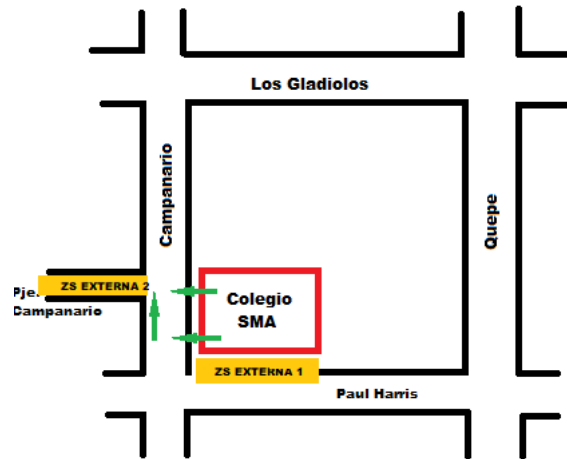 Los Gladiolos
Campanario
Quepe
ZS EXTERNA 2
Pje.
Campanario
Colegio
SMA
ZS EXTERNA 1
Paul Harris